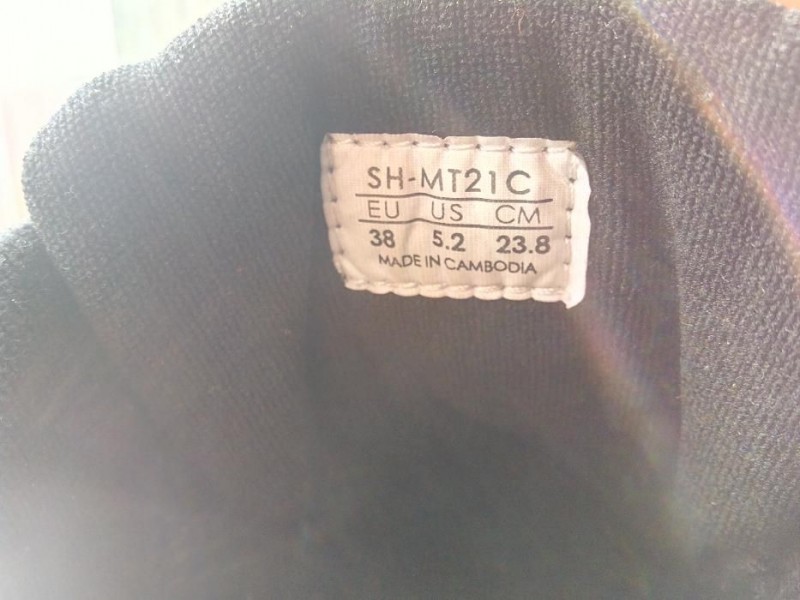 SH-MT21C
EU US CM
38 5.2 23.8
MADE IN CAMBODIA